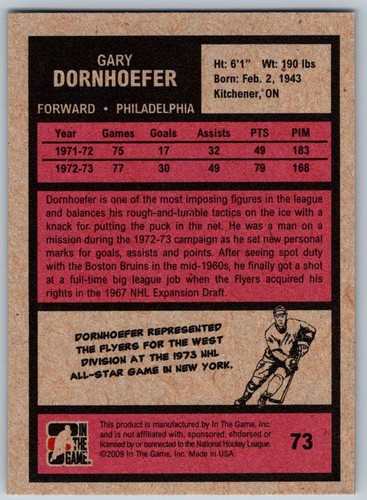 GARY
DORNHOEFER
FORWARD • PHILADELPHIA
Ht: 6'1" Wt: 190 lbs
Born: Feb. 2, 1943
Kitchener, ON
Year Games Goals Assists PTS PIM
1971-72 75 17 32 49 183
1972-73 77 30 49 79 168
Dornhoefer is one of the most imposing figures in the league
and balances his rough-and-tumble tactics on the ice with a
knack for putting the puck in the net. He was a man on a
mission during the 1972-73 campaign as he set new personal
marks for goals, assists and points. After seeing spot duty
with the Boston Bruins in the mid-1960s, he finally got a shot
at a full-time big league job when the Flyers acquired his
rights in the 1967 NHL Expansion Draft.
DORNHOEFER REPRESENTED
THE FLYERS FOR THE WEST
DIVISION AT THE 1973 NHL
ALL-STAR GAME IN NEW YORK.
IN
THE
GAME
This product is manufactured by In The Game, Inc. and
is not affiliated with, sponsored, endorsed or
licensed by or connected to the National Hockey League.
©2009 In The Game, Inc. Made in USA.
73